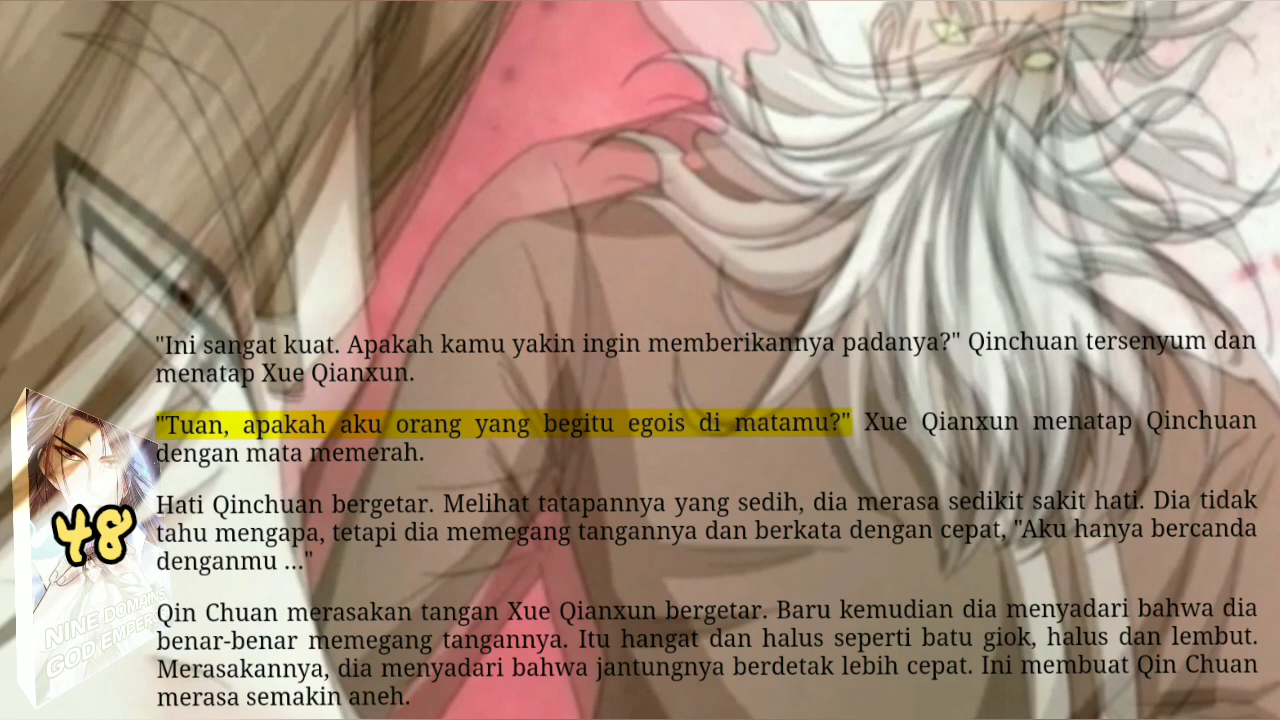 "Ini sangat kuat. Apakah kamu yakin ingin memberikannya padanya?" Qinchuan tersenyum dan
menatap Xue Qianxun.
"Tuan, apakah aku orang yang begitu egois di matamu?" Xue Qianxun menatap Qinchuan
dengan mata memerah.
Hati Qinchuan bergetar. Melihat tatapannya yang sedih, dia merasa sedikit sakit hati. Dia tidak
tahu mengapa, tetapi dia memegang tangannya dan berkata dengan cepat, "Aku hanya bercanda
denganmu ..."
Qin Chuan merasakan tangan Xue Qianxun bergetar. Baru kemudian dia menyadari bahwa dia
benar-benar memegang tangannya. Itu hangat dan halus seperti batu giok, halus dan lembut.
Merasakannya, dia menyadari bahwa jantungnya berdetak lebih cepat. Ini membuat Qin Chuan
merasa semakin aneh.
48
NINE DOMAINS
GOD EMPEROR